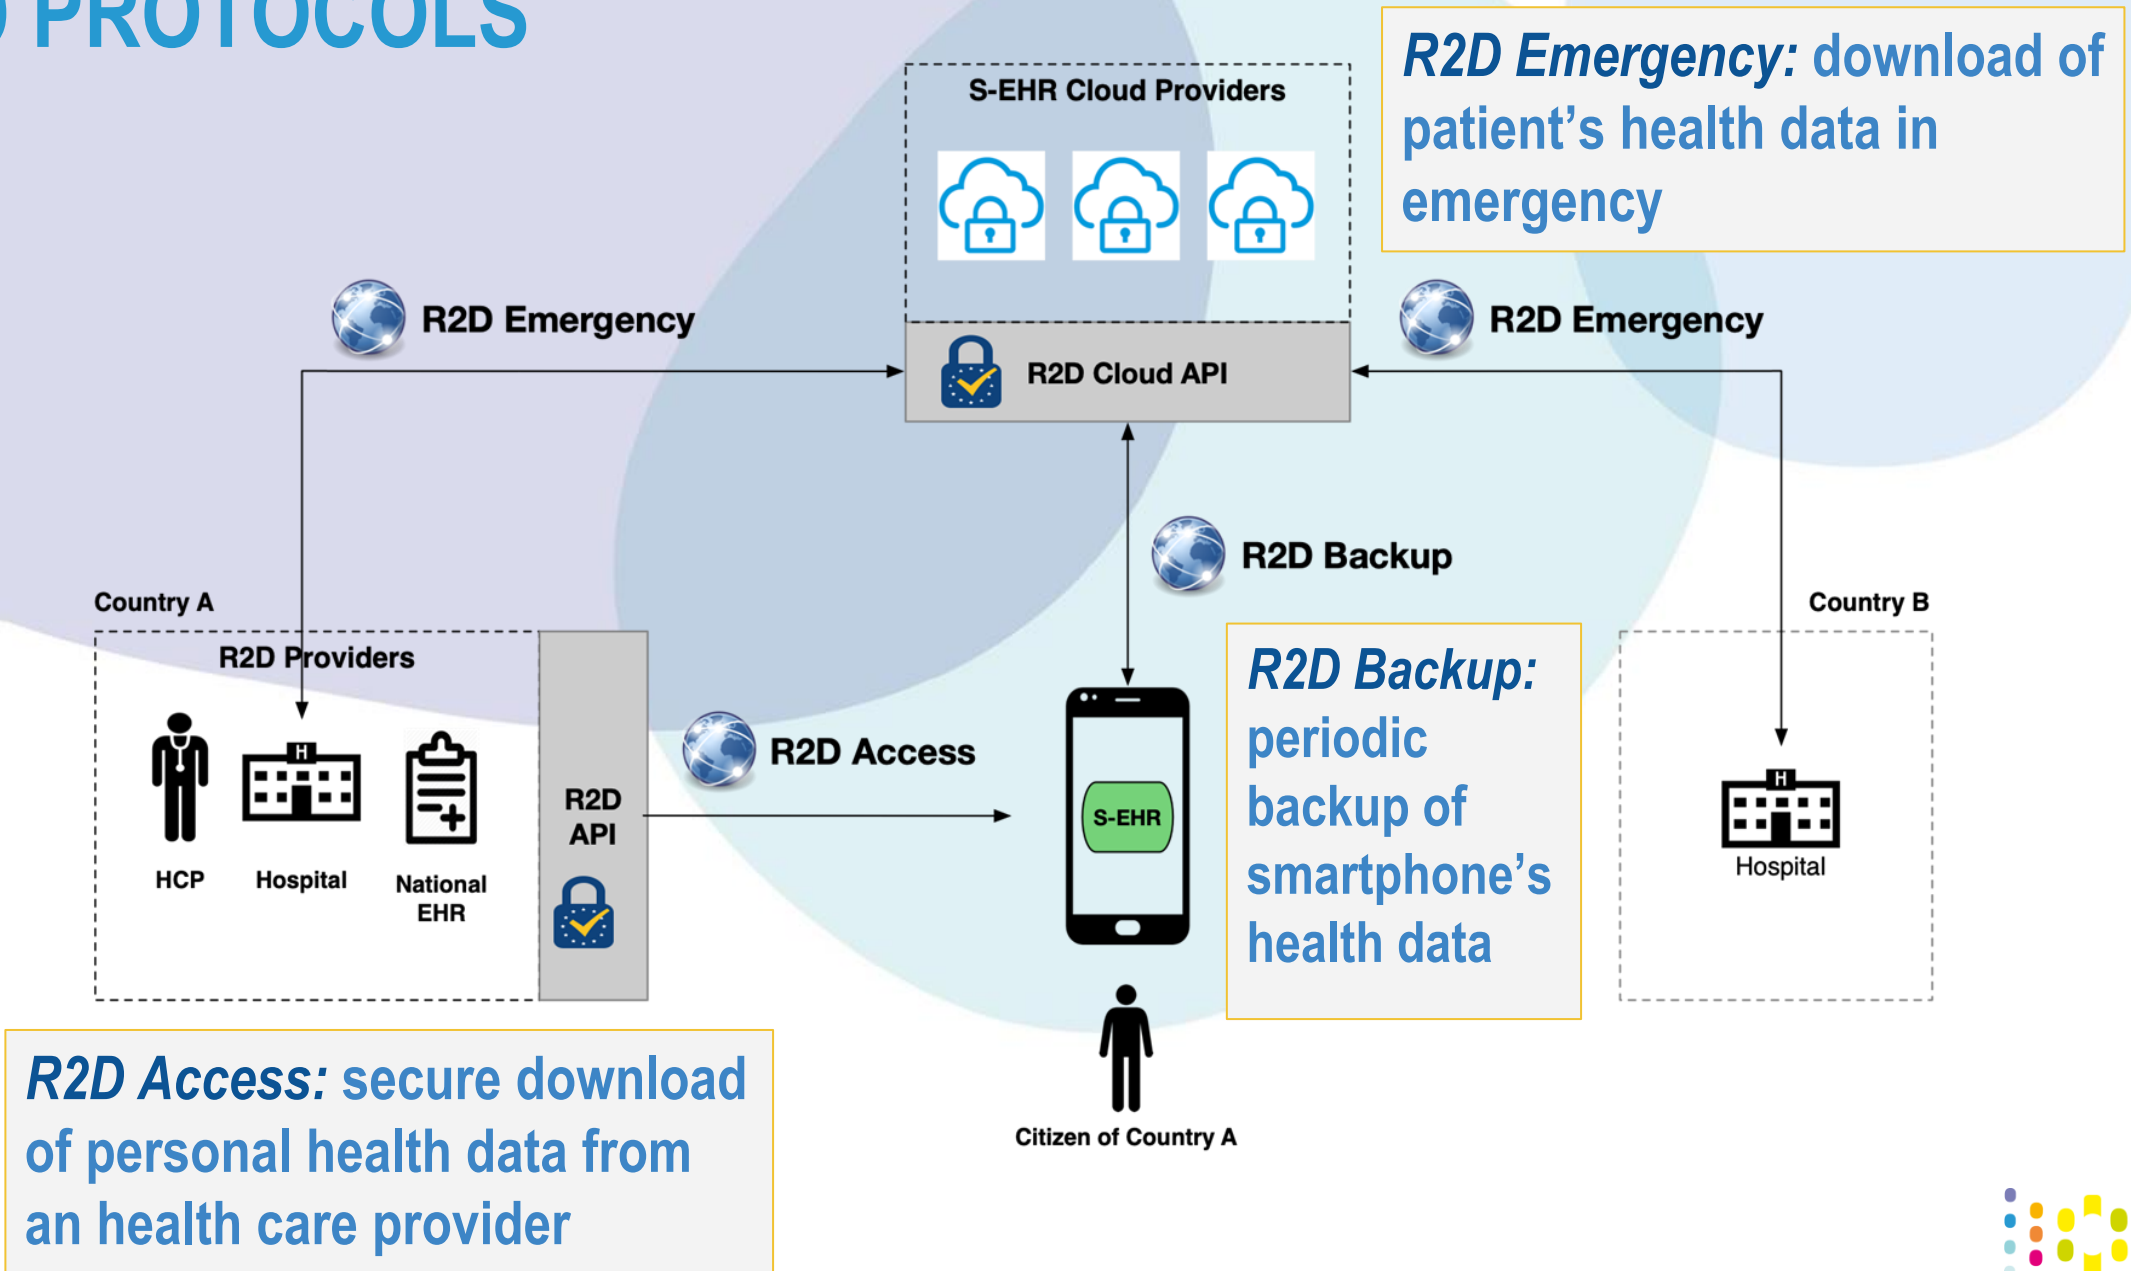 PROTOCOLS
R2D Emergency: download of
patient's health data in
emergency
S-EHR Cloud Providers
R2D Emergency
R2D Emergency
R2D Cloud API
R2D Backup
Country A
Country B
R2D Providers
R2D Backup:
periodic
backup of
smartphone's
health data
R2D Access
R2D
API
S-EHR
H
H
HCP
Hospital
National
EHR
Hospital
R2D Access: secure download
of personal health data from
an health care provider
Citizen of Country A